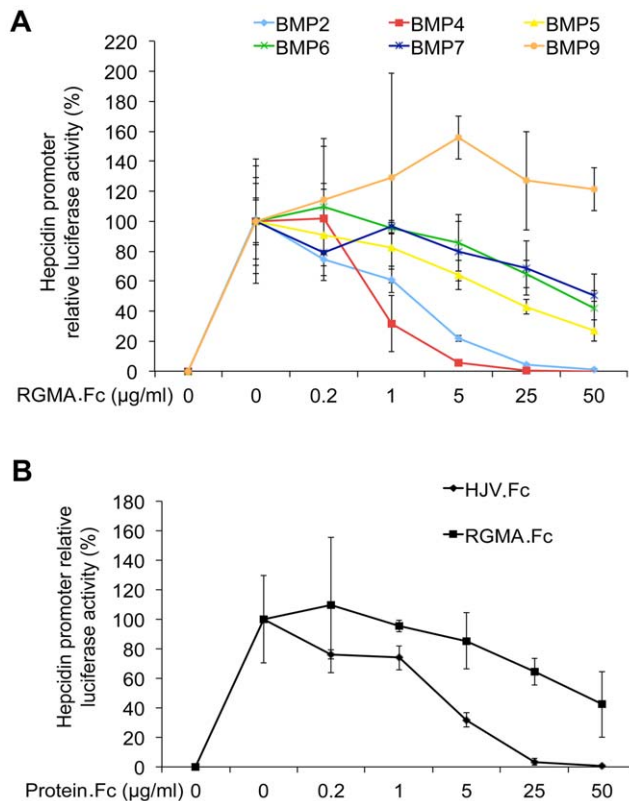 A
BMP2 BMP4 BMP5
BMP6 BMP7 BMP9
Hepcidin promoter
relative luciferase activity (%)
220
200
180
160
140
120
100
80
60
40
20
0
RGMA.Fc (µg/ml) 0 0 0.2 1 5 25 50
B
HJV.Fc
RGMA.Fc
Hepcidin promoter relative
luciferase activity (%)
180
160
140
120
100
80
60
40
20
0
Protein.Fc (µg/ml) 0 0 0.2 1 5 25 50